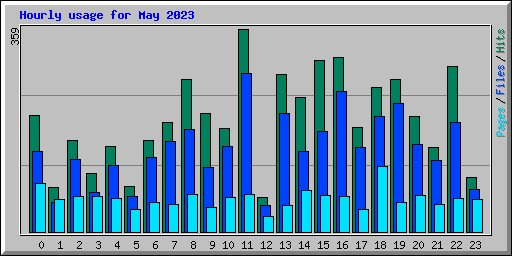 Hourly usage for May 2023
359
Pages/Files/Hits
0 1 2 3 4 5 6 7 8 9 10 11 12 13 14 15 16 17 18 19 20 21 22 23